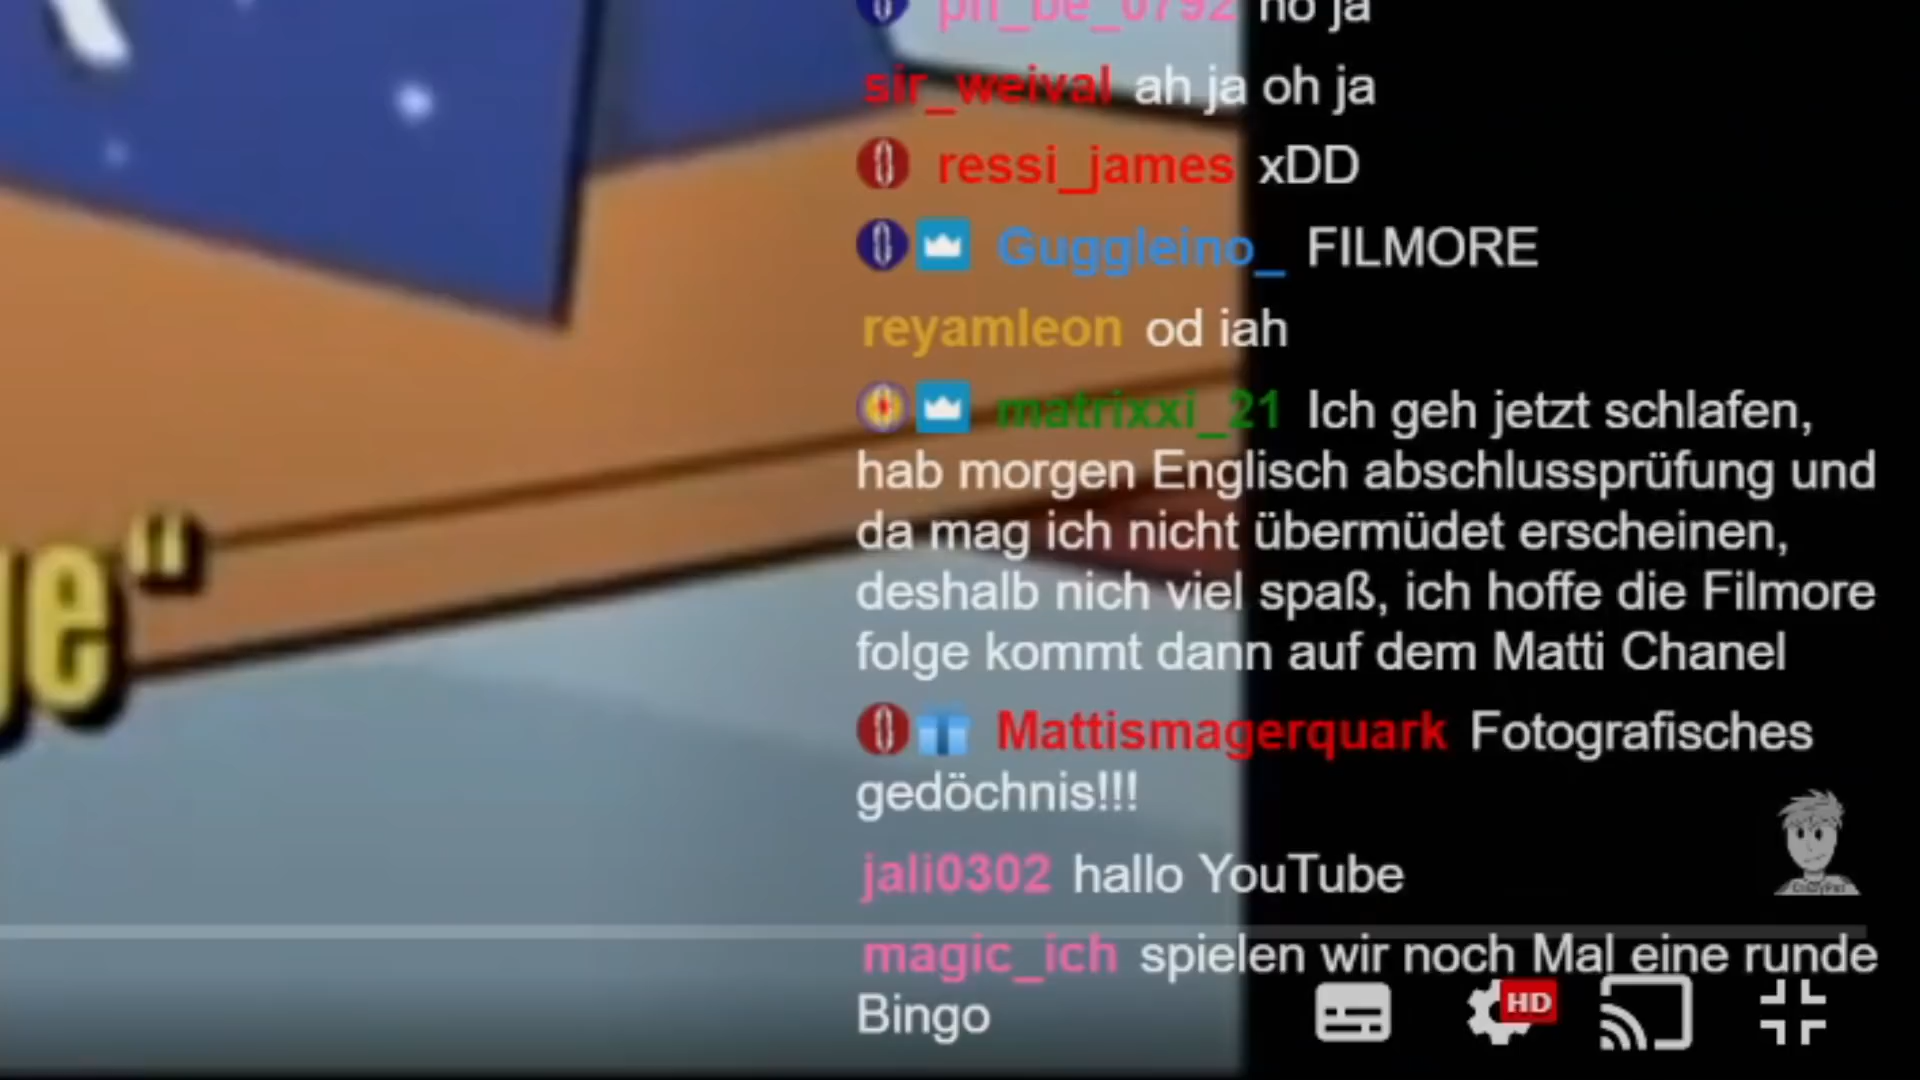 ph_be_0792 no ja
sir_weival ah ja oh ja
ressi_james xDD
Guggleino_ FILMORE
reyamleon od iah
matrixxi_21 Ich geh jetzt schlafen,
hab morgen Englisch abschlussprüfung und
da mag ich nicht übermüdet erscheinen,
deshalb nich viel spaß, ich hoffe die Filmore
folge kommt dann auf dem Matti Chanel
ge"
Mattismagerquark Fotografisches
gedöchnis!!!
jali0302 hallo YouTube
magic_ich spielen wir noch Mal eine runde
Bingo
HD